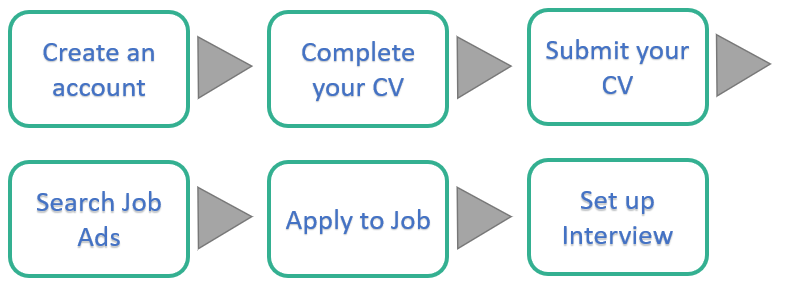 Create an
account
Complete
your CV
Submit your
CV
Search Job
Ads
Apply to Job
Set up
Interview